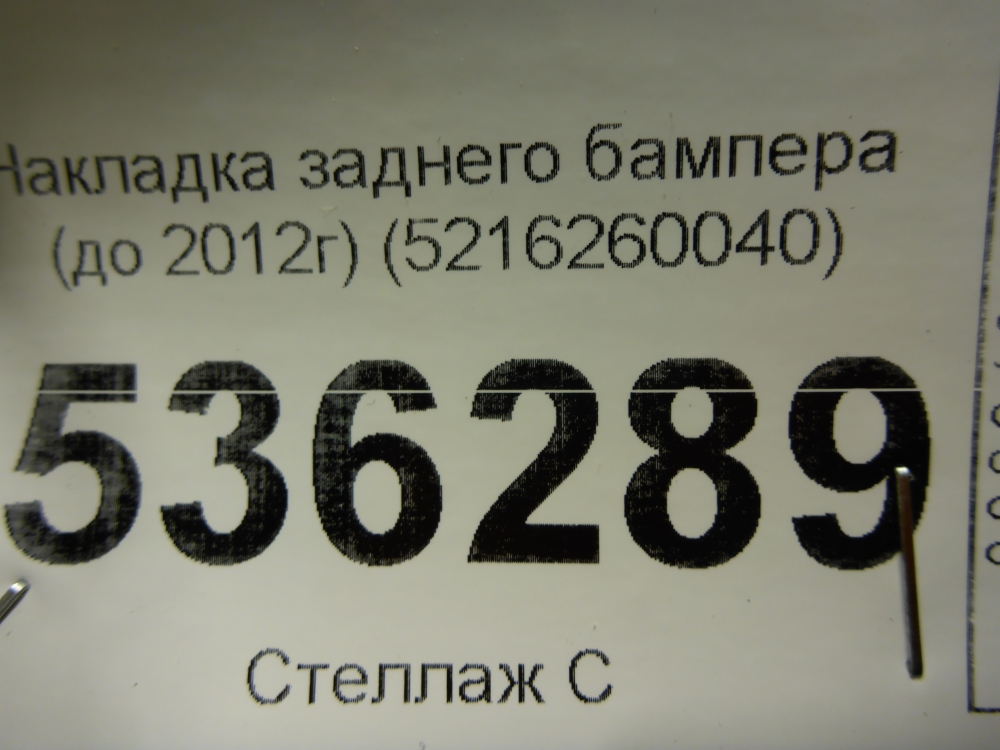 Накладка заднего бампера
(до 2012г) (5216260040)
536289
Стеллаж С